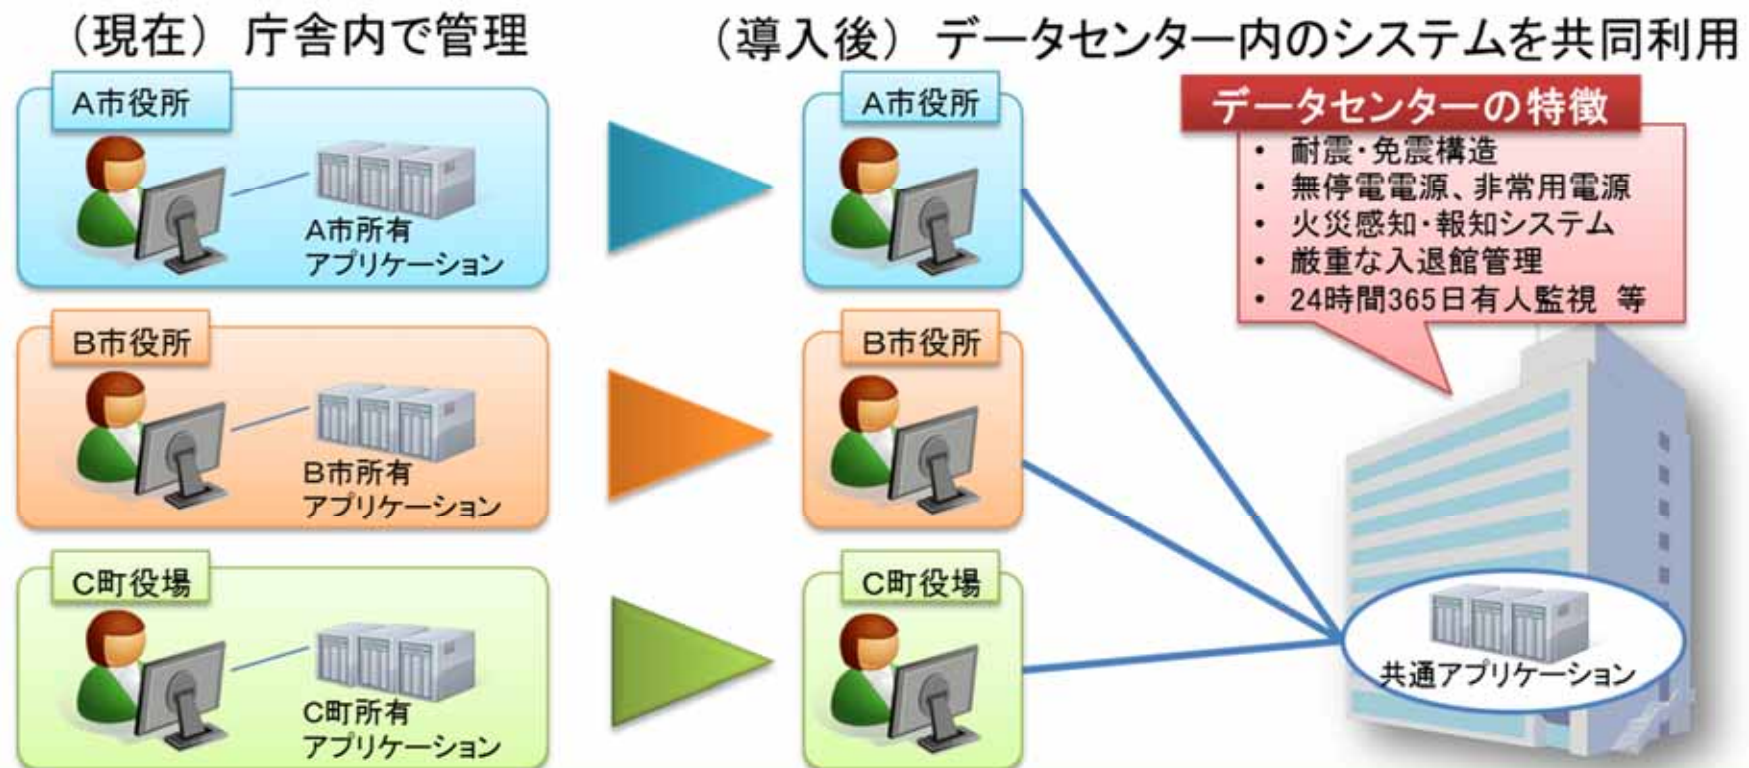 （現在）庁舎内で管理
A市役所
A市所有
アプリケーション
B市役所
B市所有
アプリケーション
C町役場
C町所有
アプリケーション
（導入後）データセンター内のシステムを共同利用
A市役所
B市役所
C町役場
データセンターの特徴
・ 耐震・免震構造
・ 無停電電源、非常用電源
・ 火災感知・報知システム
・ 厳重な入退館管理
・ 24時間365日有人監視 等
共通アプリケーション